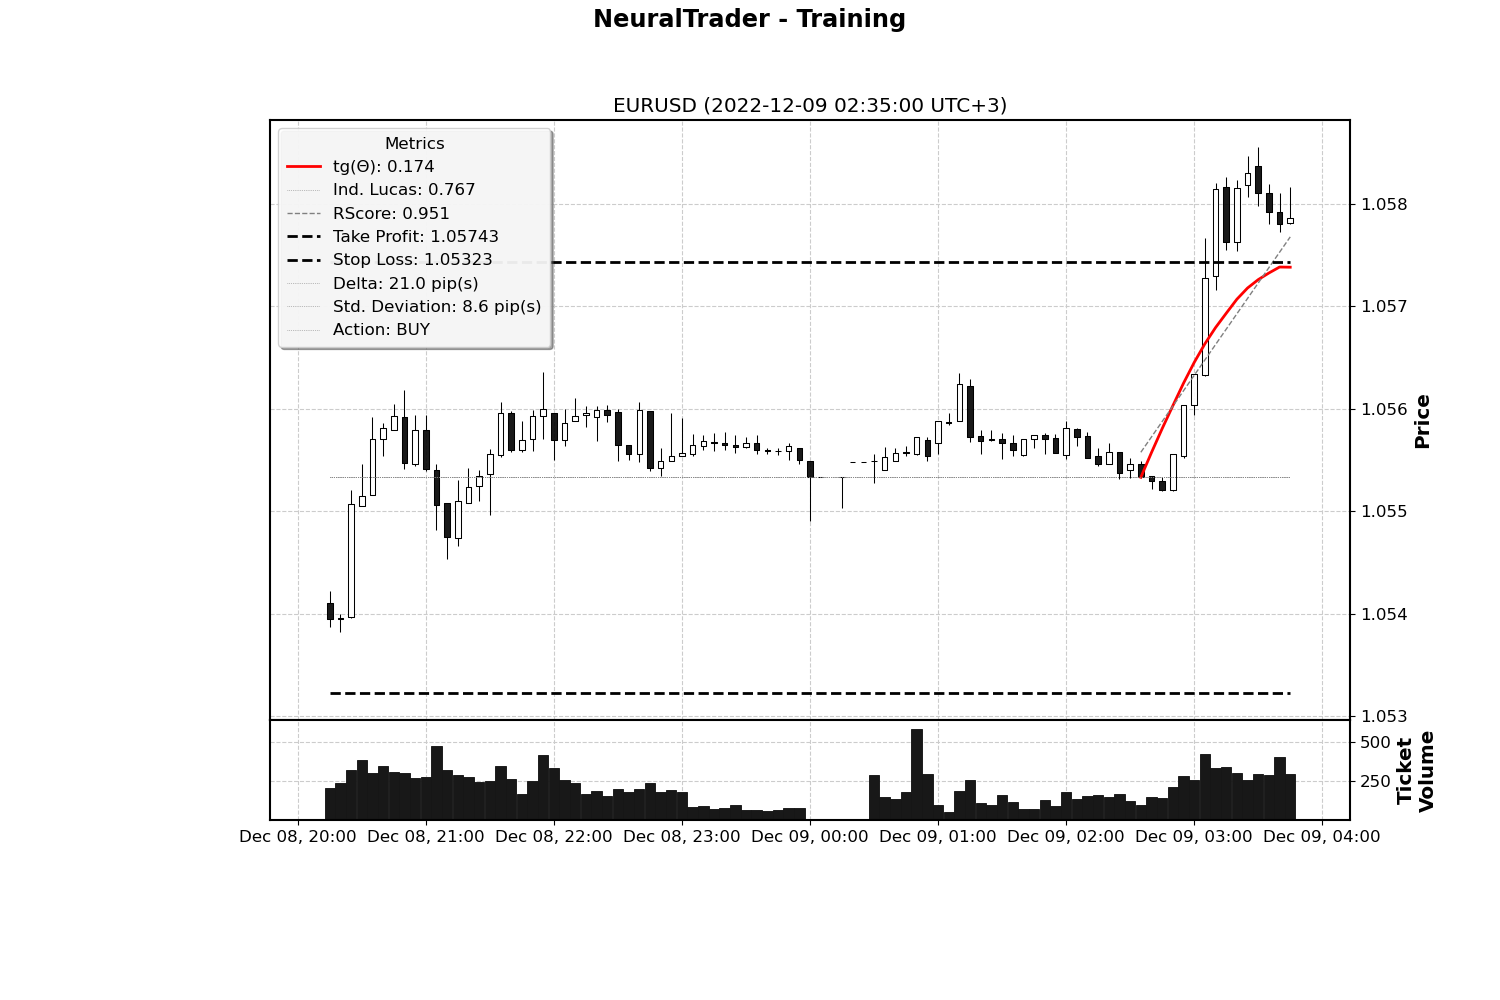 NeuralTrader - Training
EURUSD (2022-12-09 02:35:00 UTC+3)
Metrics
tg(Θ): 0.174
Ind. Lucas: 0.767
RScore: 0.951
Take Profit: 1.05743
Stop Loss: 1.05323
Delta: 21.0 pip(s)
Std. Deviation: 8.6 pip(s)
Action: BUY
1.058
1.057
1.056
1.055
1.054
1.053
Price
500
250
Ticket
Volume
Dec 08, 20:00 Dec 08, 21:00 Dec 08, 22:00 Dec 08, 23:00 Dec 09, 00:00 Dec 09, 01:00 Dec 09, 02:00 Dec 09, 03:00 Dec 09, 04:00